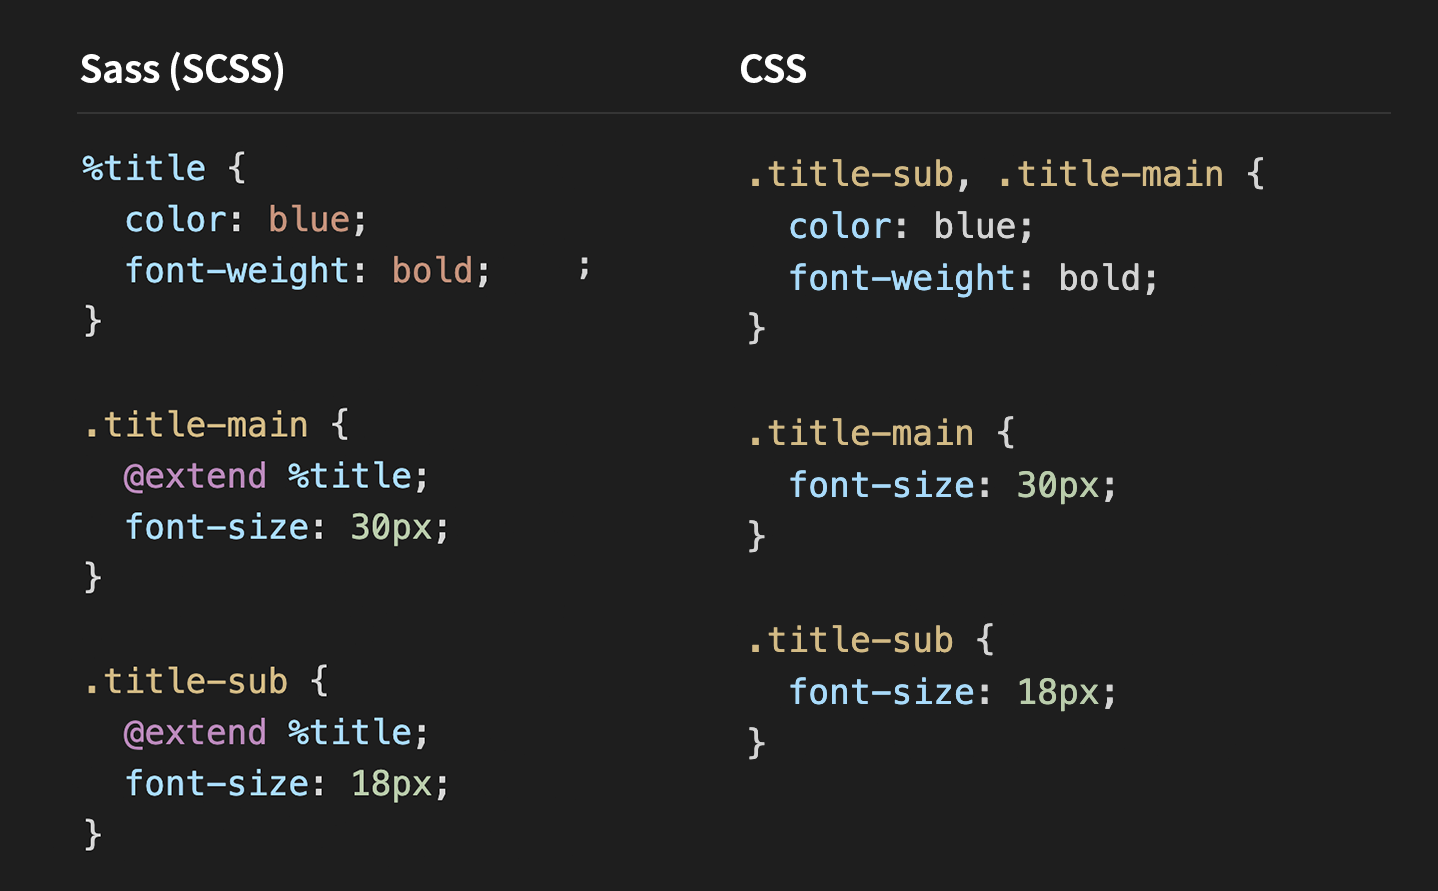 Sass (SCSS)
%title {
  color: blue;
  font-weight: bold;    ;
}
.title-main {
  @extend %title;
  font-size: 30px;
}
.title-sub {
  @extend %title;
  font-size: 18px;
}
CSS
.title-sub, .title-main {
  color: blue;
  font-weight: bold;
}
.title-main {
  font-size: 30px;
}
.title-sub {
  font-size: 18px;
}